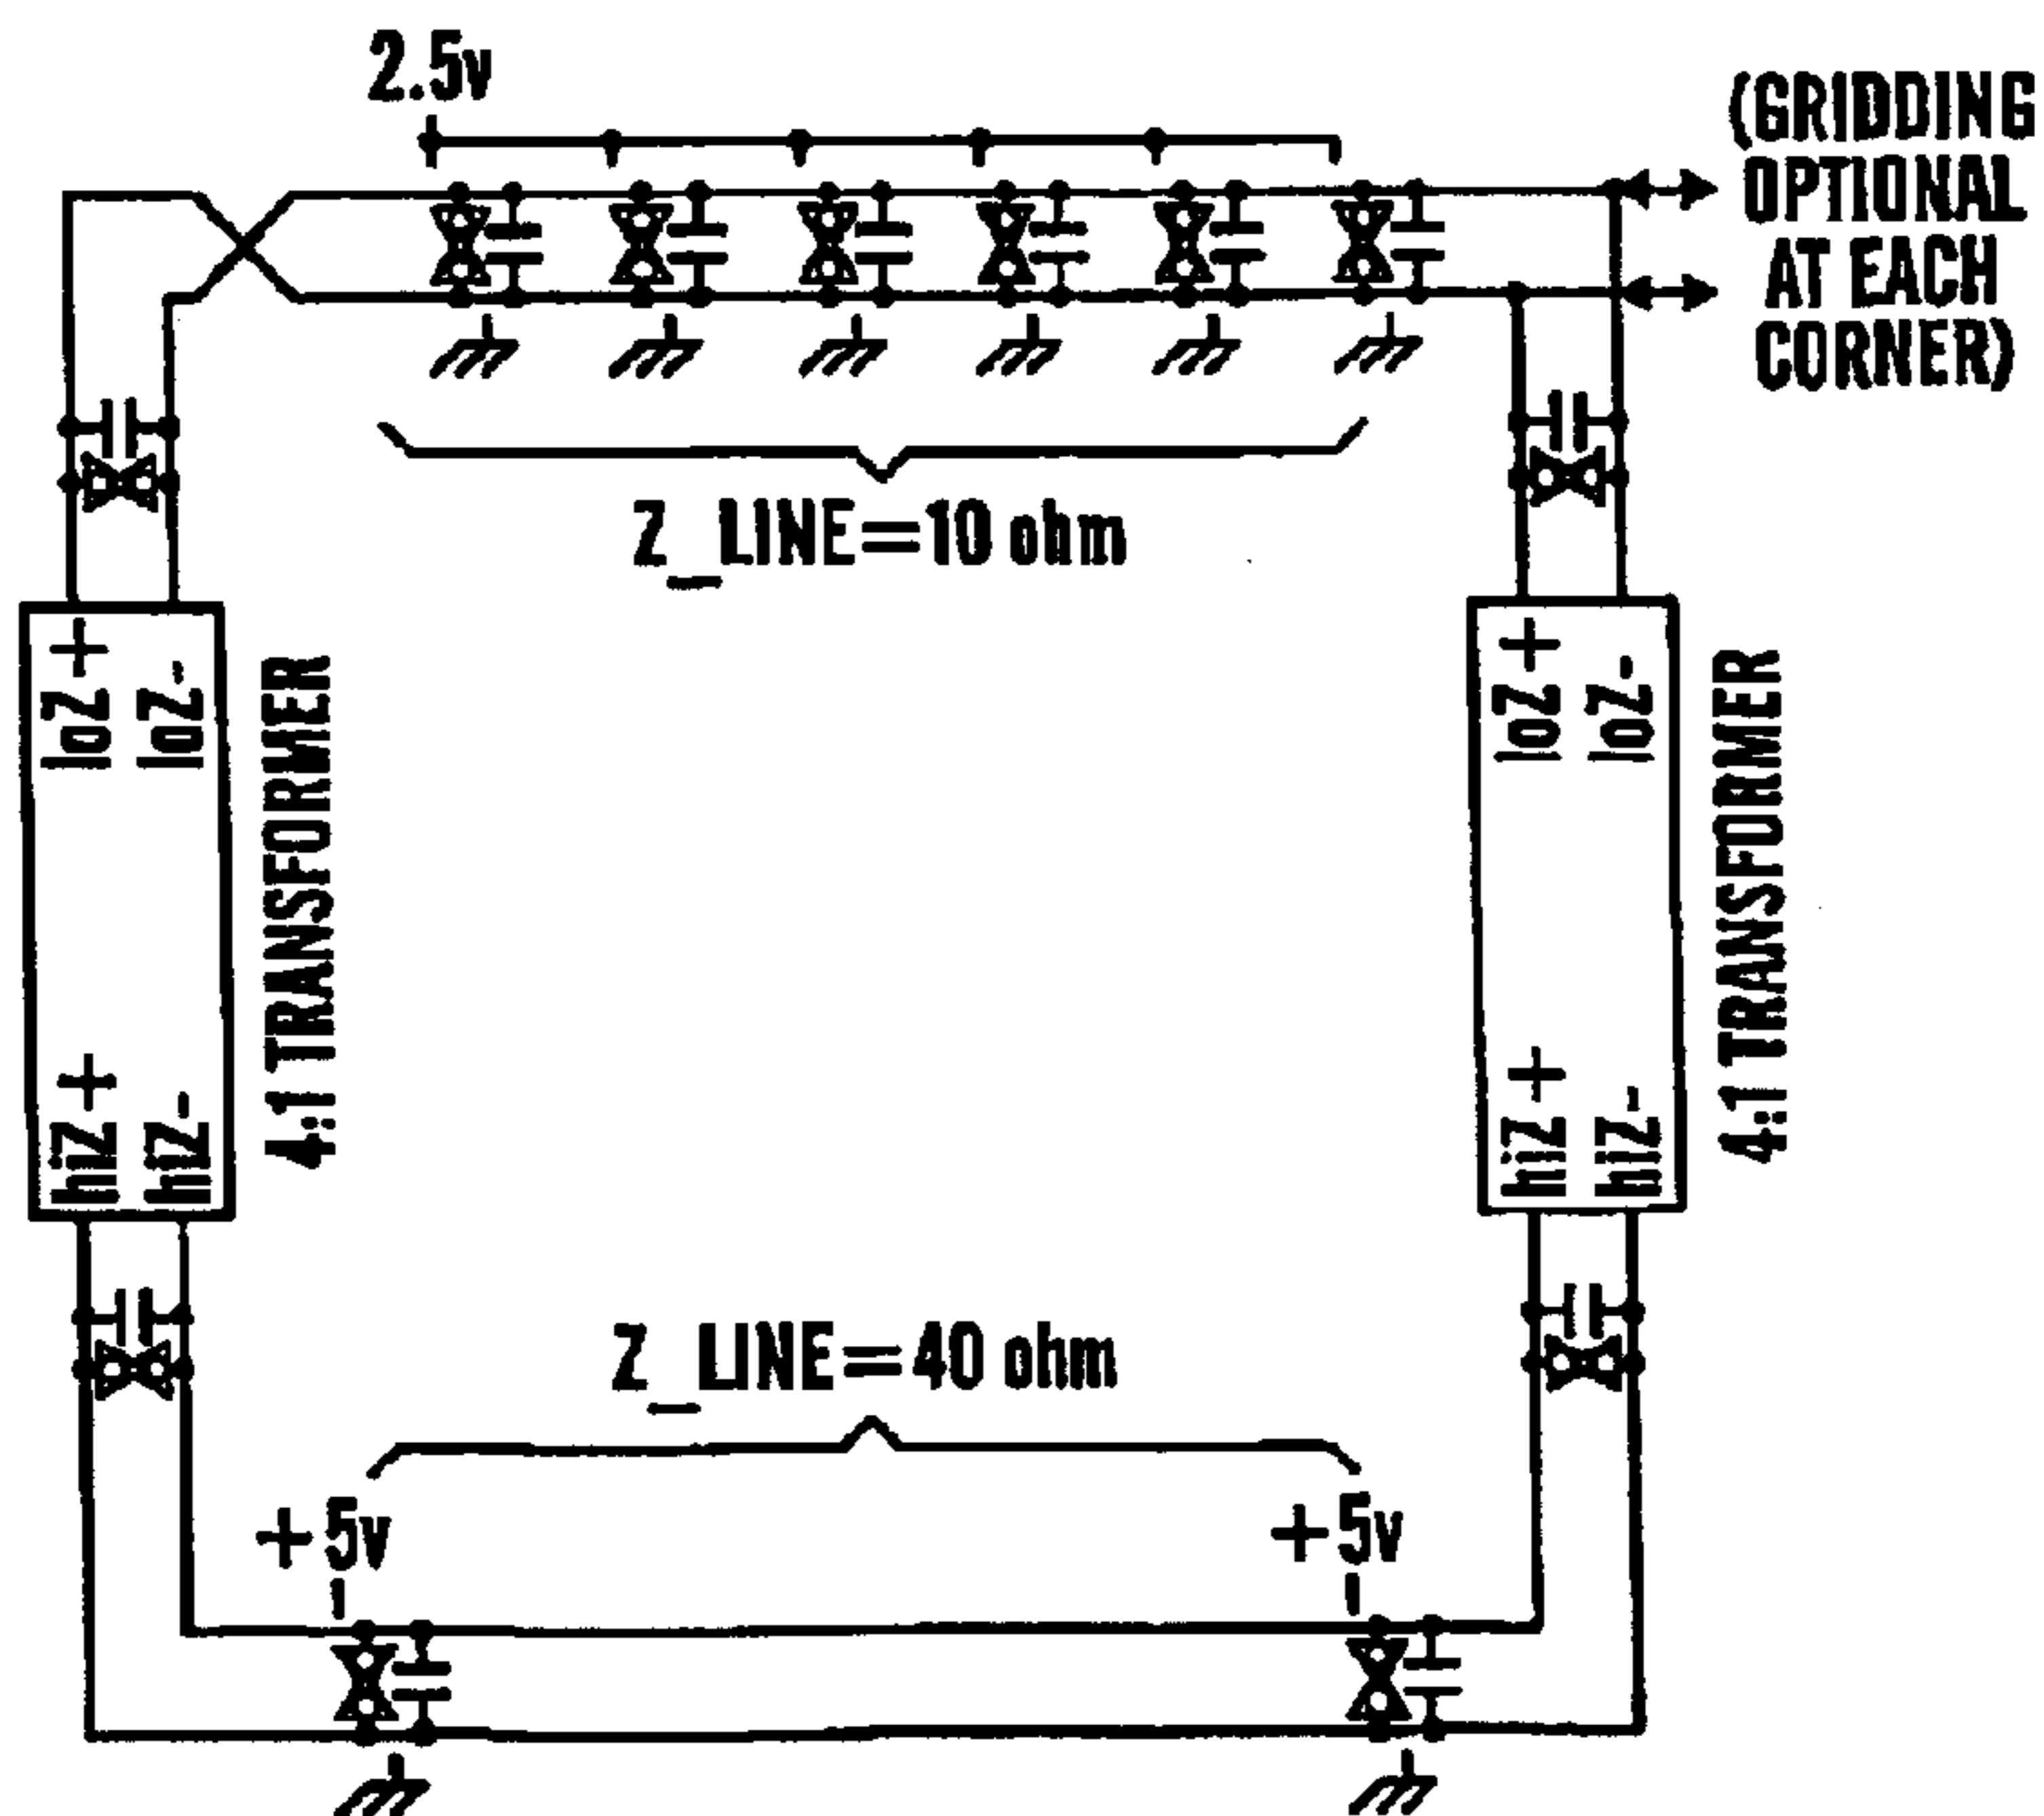 2.5v
(GRIDDING
OPTIONAL
AT EACH
CORNER)
Z_LINE=10 ohm
loZ +
loZ-
4:1 TRANSFORMER
hiZ +
hiZ-
loZ +
loZ-
4:1 TRANSFORMER
hiZ +
hiZ-
Z_LINE=40 ohm
+5v
+5v